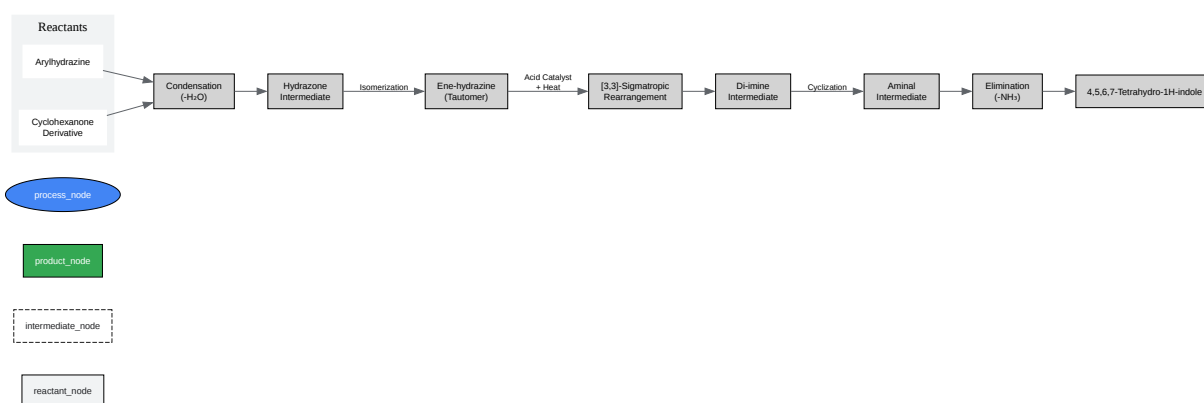 Reactants
Arylhydrazine
Cyclohexanone
Derivative
Condensation
(-H₂O)
Hydrazone
Intermediate
Isomerization
Ene-hydrazine
(Tautomer)
Acid Catalyst
+ Heat
[3,3]-Sigmatropic
Rearrangement
Di-imine
Intermediate
Cyclization
Aminal
Intermediate
Elimination
(-NH₃)
4,5,6,7-Tetrahydro-1H-indole
process_node
product_node
intermediate_node
reactant_node